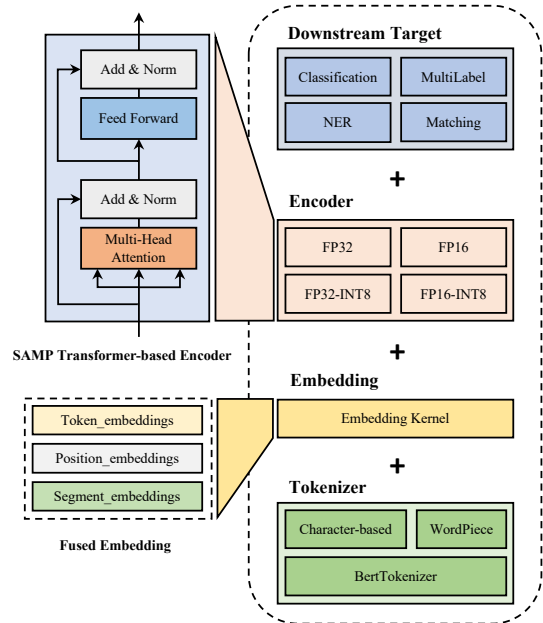 Downstream Target
Classification
MultiLabel
NER
Matching
+
Encoder
FP32
FP16
FP32-INT8
FP16-INT8
+
Embedding
Embedding Kernel
+
Tokenizer
Character-based
WordPiece
BertTokenizer
Add & Norm
Feed Forward
Add & Norm
Multi-Head
Attention
SAMP Transformer-based Encoder
Token_embeddings
Position_embeddings
Segment_embeddings
Fused Embedding